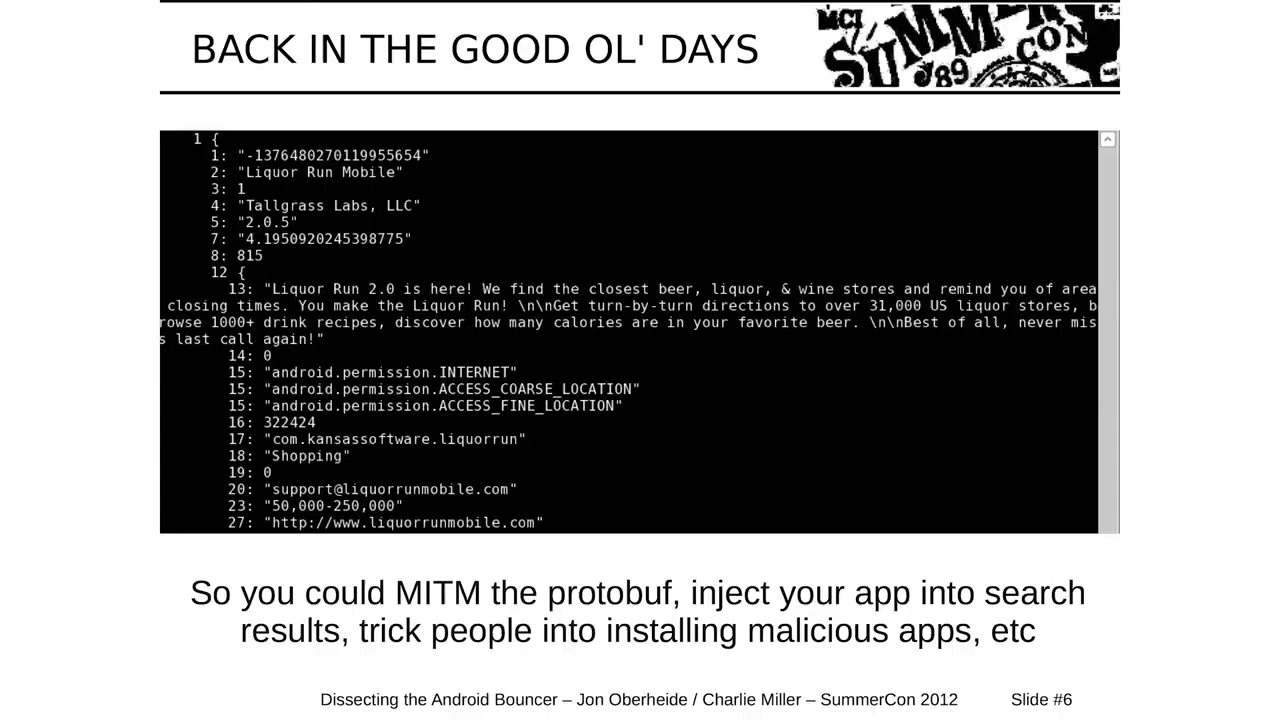 BACK IN THE GOOD OL' DAYS
MCI
SUMMER
CON
J89
1 {
1: "-1376480270119955654"
2: "Liquor Run Mobile"
3: 1
4: "Tallgrass Labs, LLC"
5: "2.0.5"
7: "4.1950920245398775"
8: 815
12 {
13: "Liquor Run 2.0 is here! We find the closest beer, liquor, & wine stores and remind you of area
closing times. You make the Liquor Run! \n\nGet turn-by-turn directions to over 31,000 US liquor stores, b
rowse 1000+ drink recipes, discover how many calories are in your favorite beer. \n\nBest of all, never mis
s last call again!"
14: 0
15: "android.permission.INTERNET"
15: "android.permission.ACCESS_COARSE_LOCATION"
15: "android.permission.ACCESS_FINE_LOCATION"
16: 322424
17: "com.kansassoftware.liquorrun"
18: "Shopping"
19: 0
20: "support@liquorrunmobile.com"
23: "50,000-250,000"
27: "http://www.liquorrunmobile.com"
So you could MITM the protobuf, inject your app into search
results, trick people into installing malicious apps, etc
Dissecting the Android Bouncer – Jon Oberheide / Charlie Miller – SummerCon 2012 Slide #6